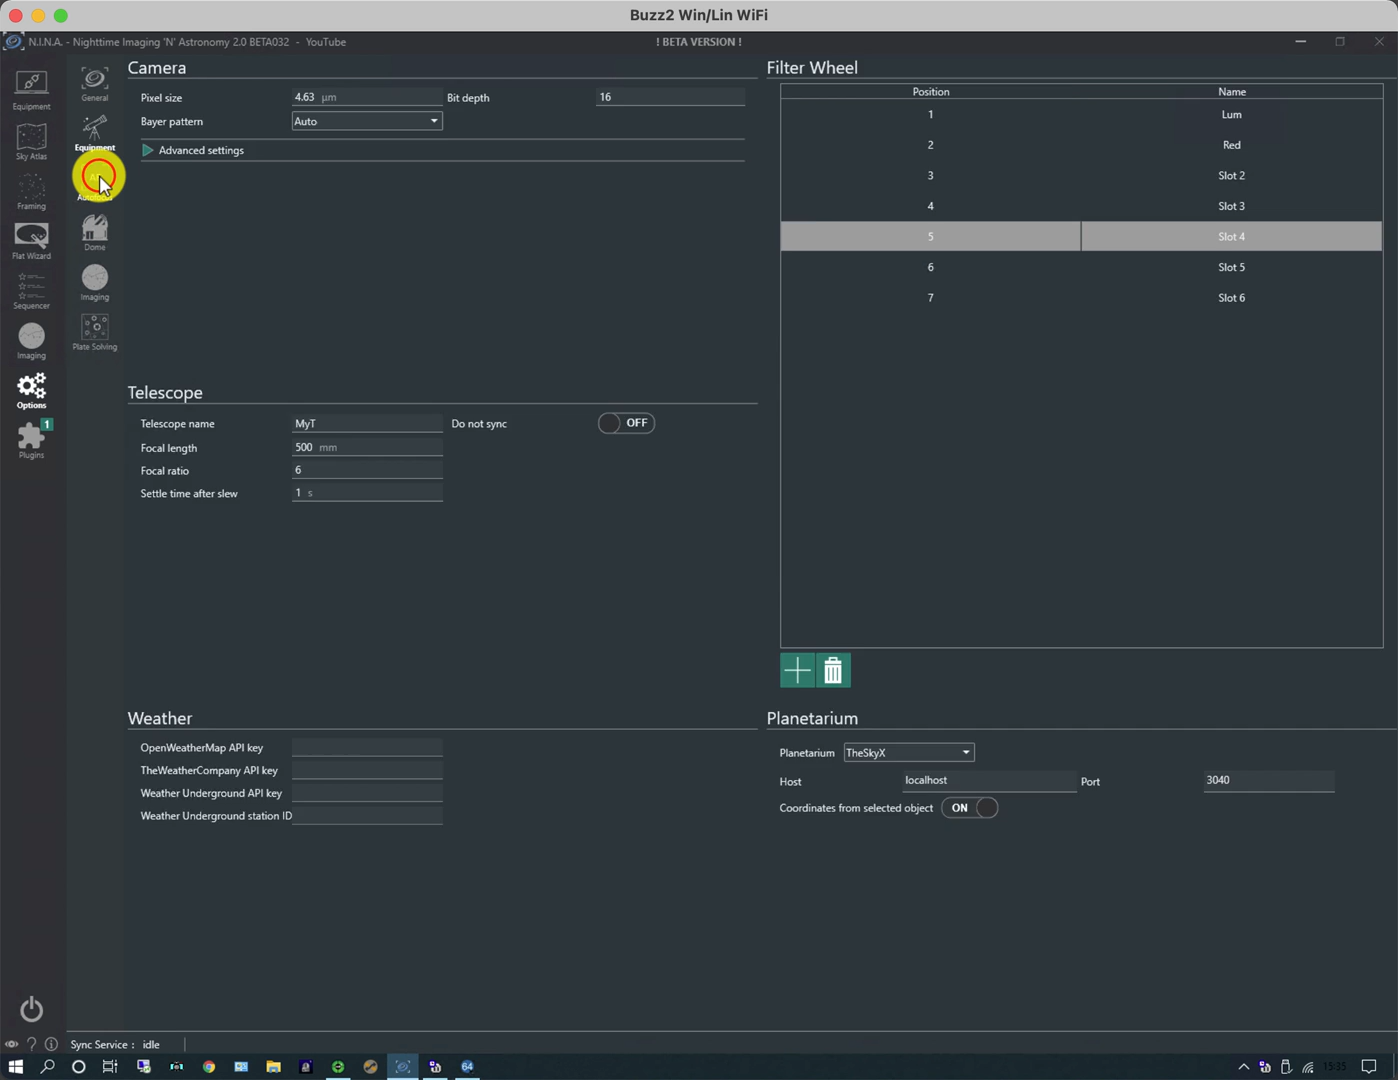 Buzz2 Win/Lin WiFi
N.I.N.A. - Nighttime Imaging 'N' Astronomy 2.0 BETA032 - YouTube
! BETA VERSION !
Equipment
Sky Atlas
Framing
Flat Wizard
Sequencer
Imaging
Options
1
Plugins
General
Equipment
Autofocus
Dome
Imaging
Plate Solving
Camera
Pixel size 4.63 µm Bit depth 16
Bayer pattern Auto
Advanced settings
Filter Wheel
Position Name
1 Lum
2 Red
3 Slot 2
4 Slot 3
5 Slot 4
6 Slot 5
7 Slot 6
Telescope
Telescope name MyT Do not sync OFF
Focal length 500 mm
Focal ratio 6
Settle time after slew 1 s
Weather
OpenWeatherMap API key
TheWeatherCompany API key
Weather Underground API key
Weather Underground station ID
Planetarium
Planetarium TheSkyX
Host localhost Port 3040
Coordinates from selected object ON
Sync Service : idle
64
15:35